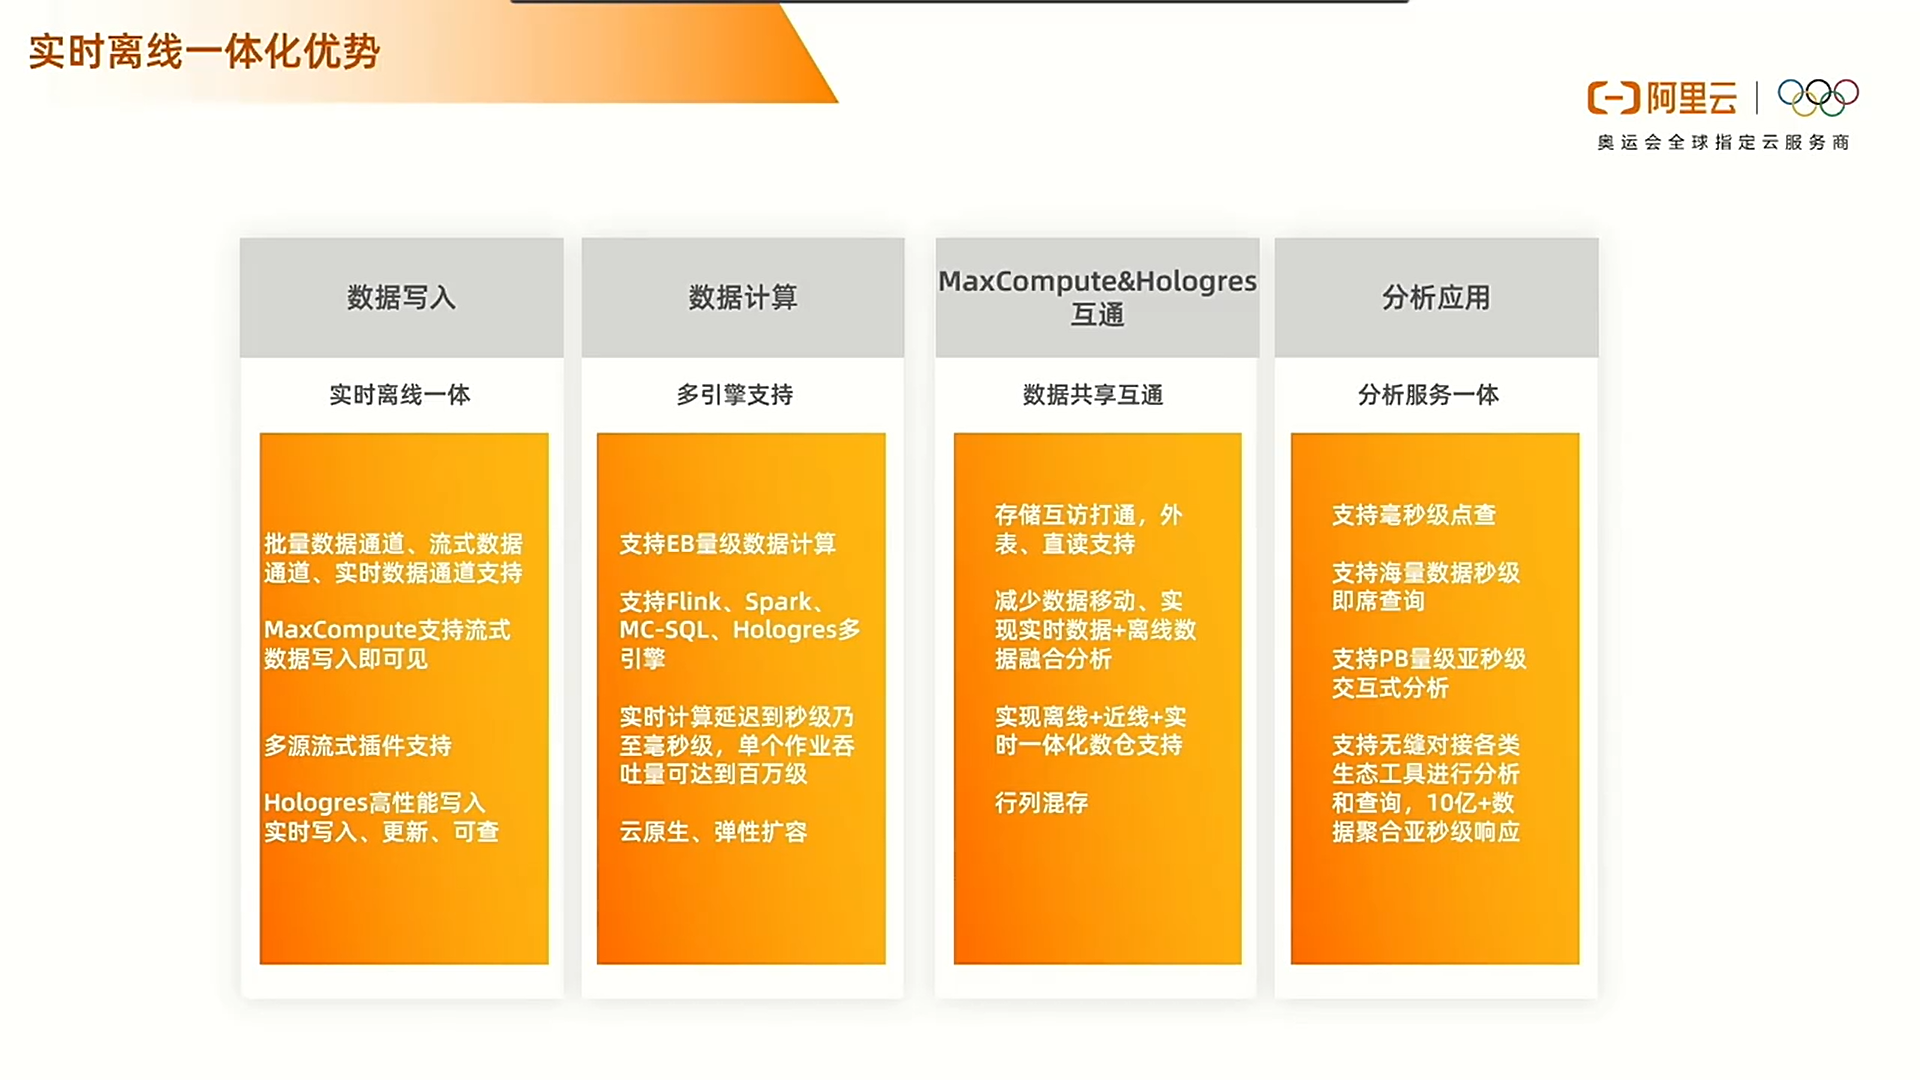 实时离线一体化优势
阿里云
奥运会全球指定云服务商
数据写入
实时离线一体
批量数据通道、流式数据
通道、实时数据通道支持
MaxCompute支持流式
数据写入即可见
多源流式插件支持
Hologres高性能写入
实时写入、更新、可查
数据计算
多引擎支持
支持EB量级数据计算
支持Flink、Spark、
MC-SQL、Hologres多
引擎
实时计算延迟到秒级乃
至毫秒级，单个作业吞
吐量可达到百万级
云原生、弹性扩容
MaxCompute&Hologres
互通
数据共享互通
存储互访打通，外
表、直读支持
减少数据移动、实
现实时数据+离线数
据融合分析
实现离线+近线+实
时一体化数仓支持
行列混存
分析应用
分析服务一体
支持毫秒级点查
支持海量数据秒级
即席查询
支持PB量级亚秒级
交互式分析
支持无缝对接各类
生态工具进行分析
和查询，10亿+数
据聚合亚秒级响应